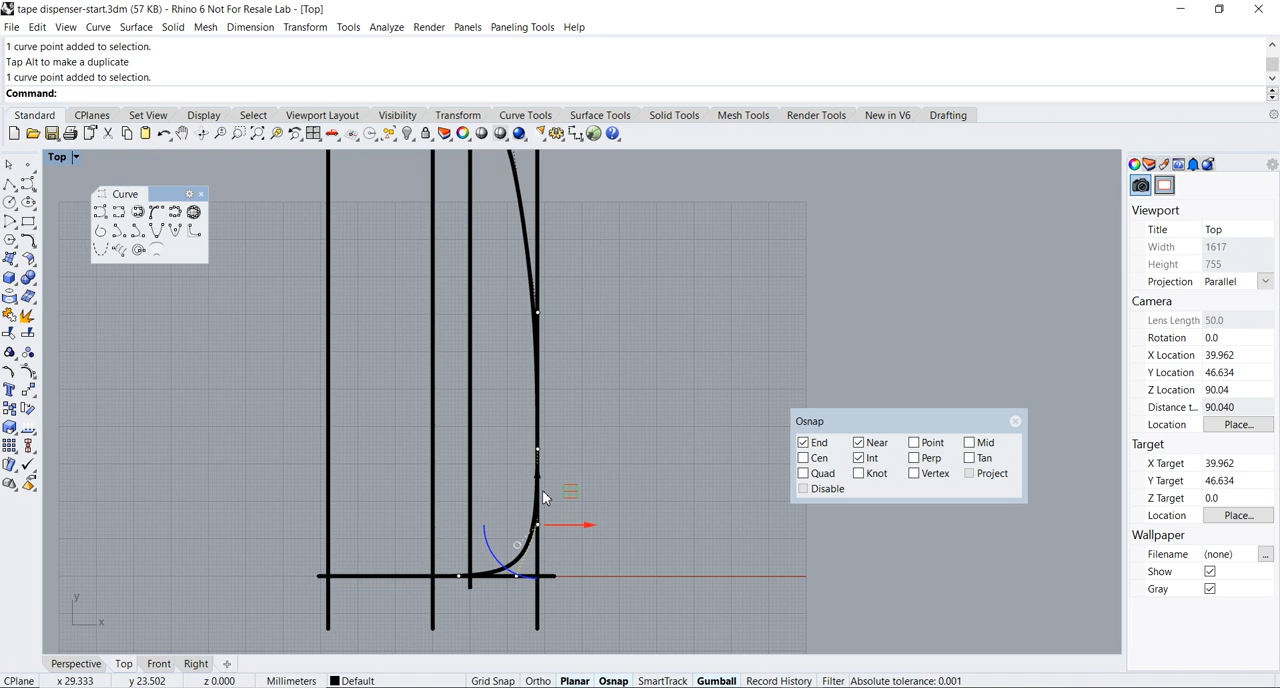 tape dispenser-start.3dm (57 KB) - Rhino 6 Not For Resale Lab - [Top]
File Edit View Curve Surface Solid Mesh Dimension Transform Tools Analyze Render Panels Paneling Tools Help
1 curve point added to selection.
Tap Alt to make a duplicate
1 curve point added to selection.
Command:
Standard CPlanes Set View Display Select Viewport Layout Visibility Transform Curve Tools Surface Tools Solid Tools Mesh Tools Render Tools New in V6 Drafting
Top
Curve
Osnap
End Near Point Mid
Cen Int Perp Tan
Quad Knot Vertex Project
Disable
y
x
Viewport
Title Top
Width 1617
Height 755
Projection Parallel
Camera
Lens Length 50.0
Rotation 0.0
X Location 39.962
Y Location 46.634
Z Location 90.04
Distance t... 90.040
Location Place...
Target
X Target 39.962
Y Target 46.634
Z Target 0.0
Location Place...
Wallpaper
Filename (none) ...
Show
Gray
Perspective Top Front Right
CPlane x 29.333 y 23.502 z 0.000 Millimeters Default Grid Snap Ortho Planar Osnap SmartTrack Gumball Record History Filter Absolute tolerance: 0.001